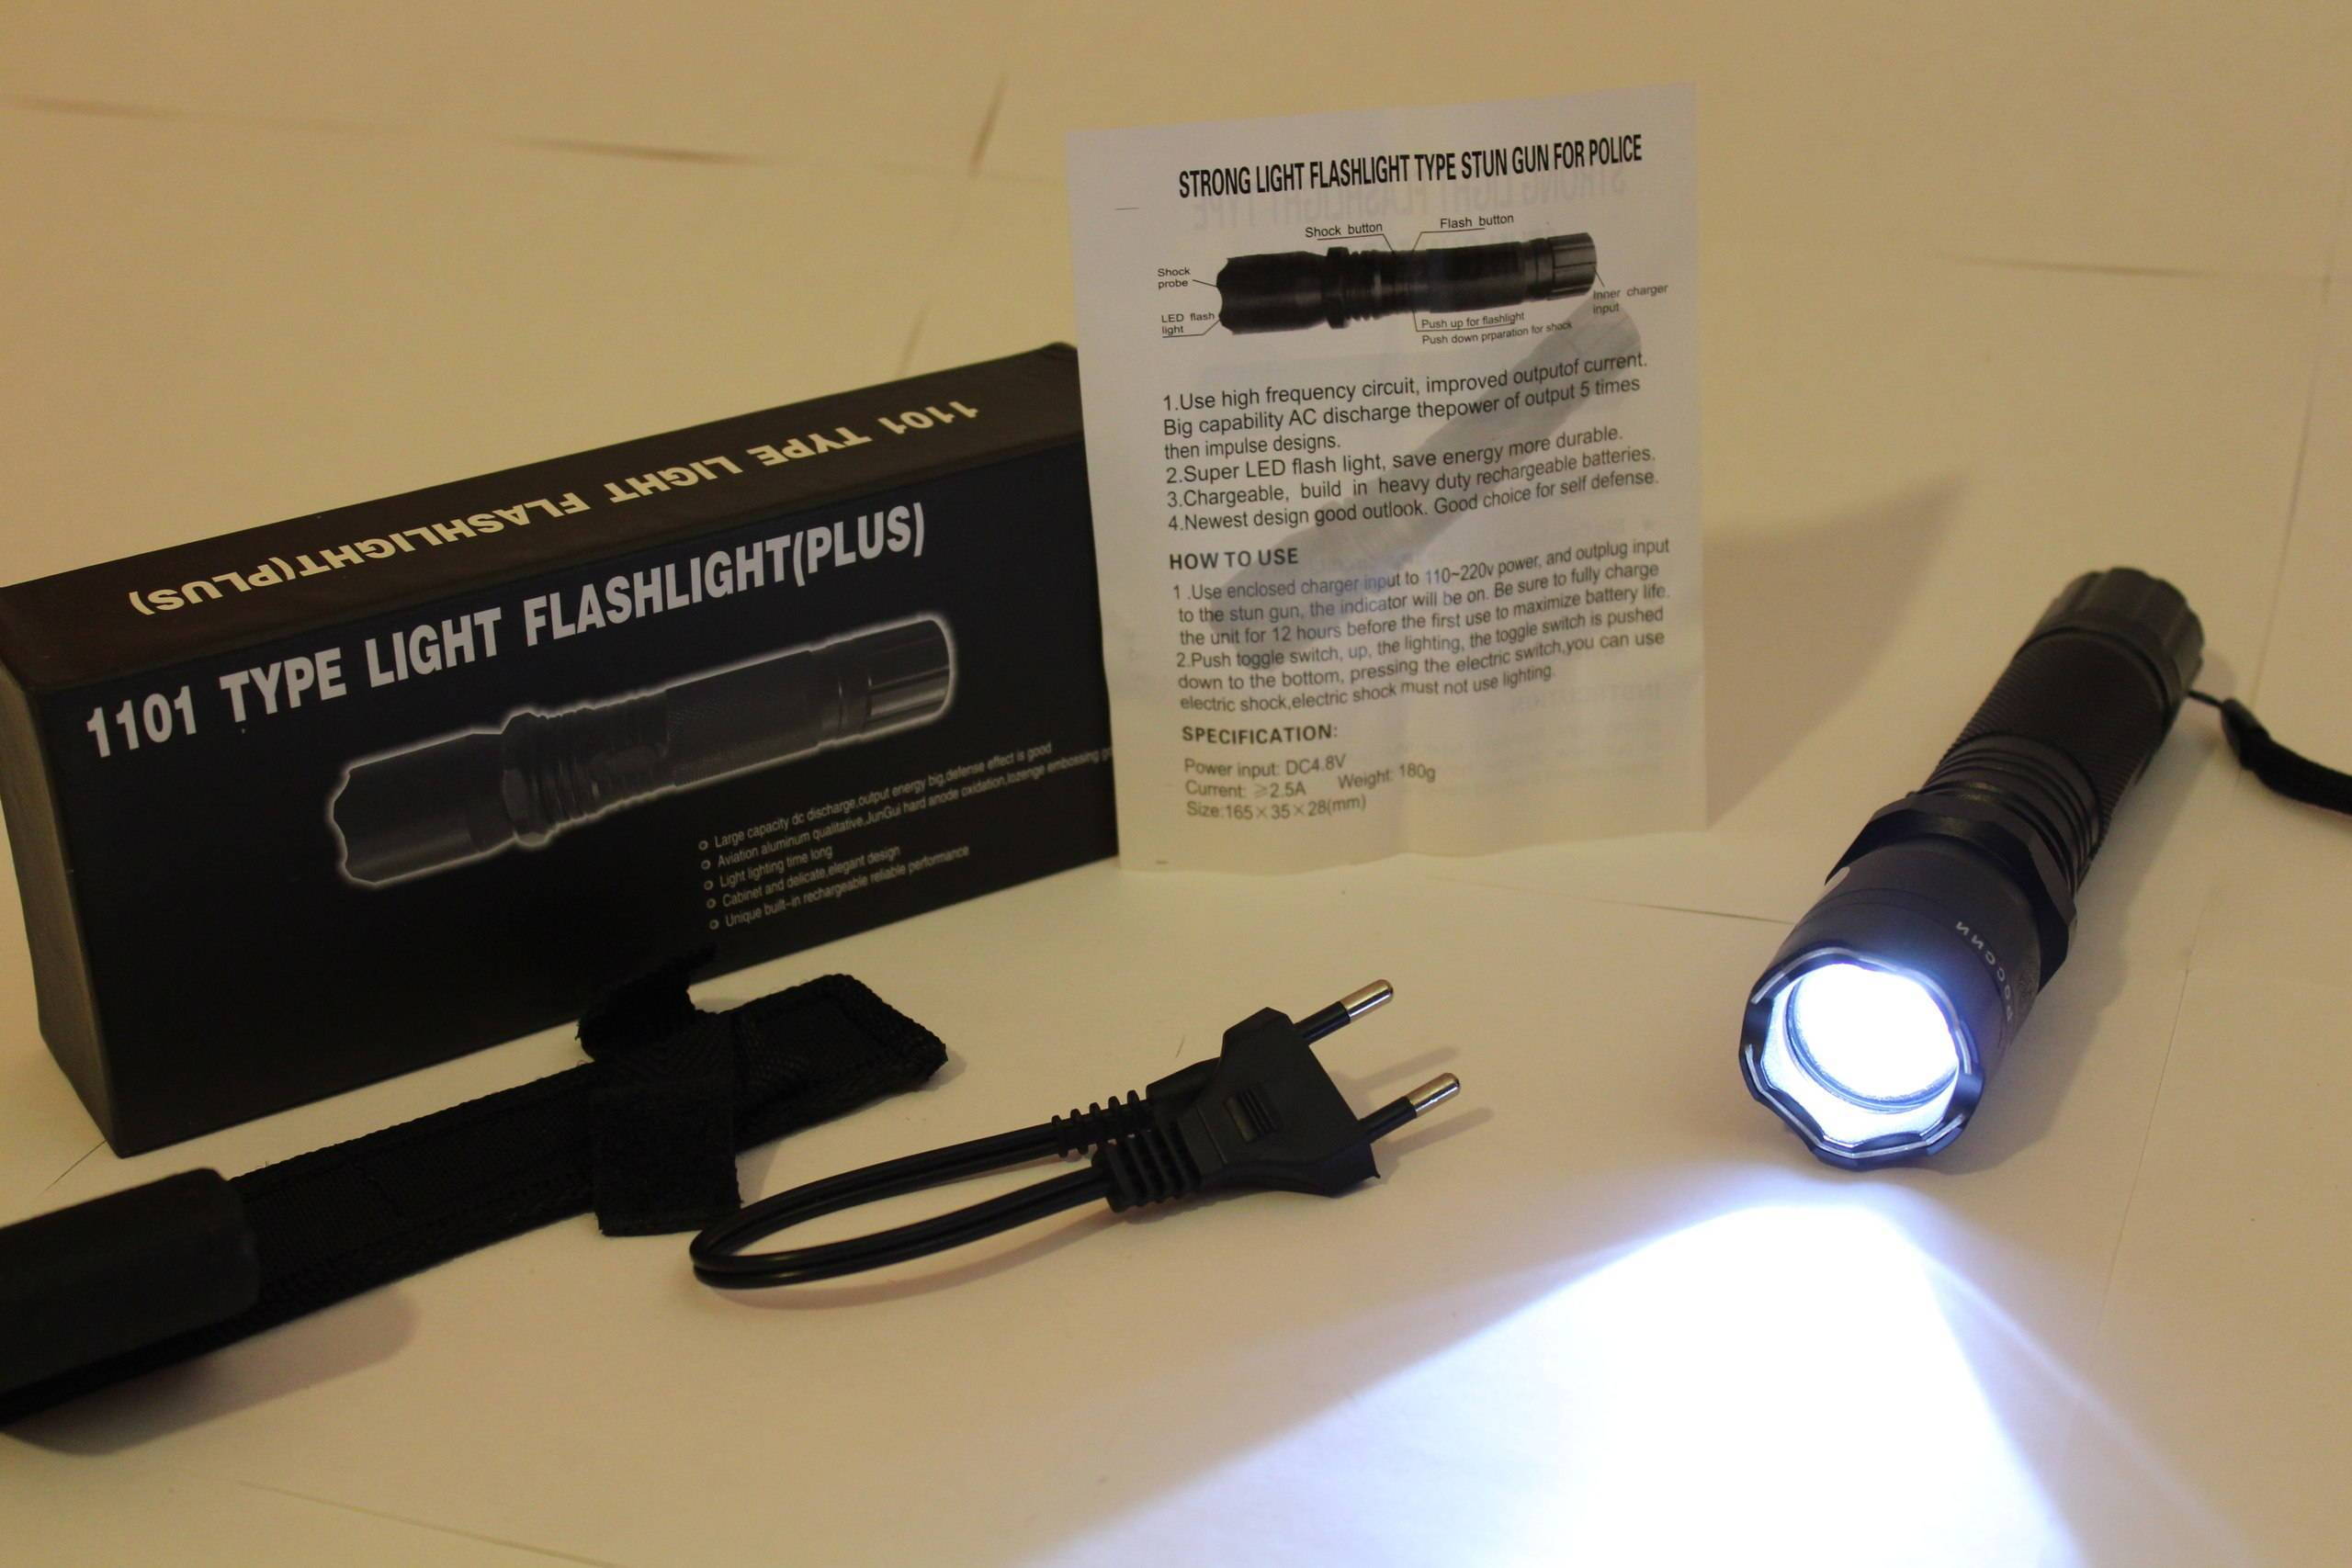 1101 TYPE LIGHT FLASHLIGHT(PLUS)
1101 TYPE LIGHT FLASHLIGHT(PLUS)
Large capacity dc discharge,output energy big,defense effect is good
Aviation aluminum qualitative,JunGui hard anode oxidation,lozenge embossing
Light lighting time long
Cabinet and delicate,elegant design
Unique built-in rechargeable reliable performance
STRONG LIGHT FLASHLIGHT TYPE STUN GUN FOR POLICE
Shock button
Flash button
Shock
probe
LED flash
light
Inner charger
input
Push up for flashlight
Push down prparation for shock
1.Use high frequency circuit, improved outputof current.
Big capability AC discharge thepower of output 5 times
then impulse designs.
2.Super LED flash light, save energy more durable.
3.Chargeable, build in heavy duty rechargeable batteries.
4.Newest design good outlook. Good choice for self defense.
HOW TO USE
1 .Use enclosed charger input to 110~220v power, and outplug input
to the stun gun, the indicator will be on. Be sure to fully charge
the unit for 12 hours before the first use to maximize battery life.
2.Push toggle switch, up, the lighting, the toggle switch is pushed
down to the bottom, pressing the electric switch,you can use
electric shock,electric shock must not use lighting.
SPECIFICATION:
Power input: DC4.8V
Current: ≥2.5A Weight: 180g
Size:165×35×28(mm)